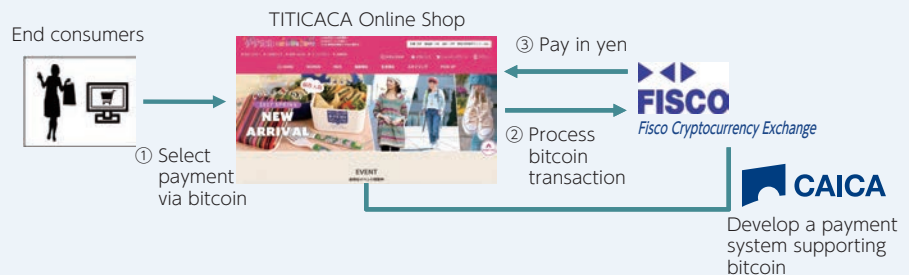 TITICACA Online Shop
End consumers
③ Pay in yen
FISCO
Fisco Cryptocurrency Exchange
NEW
ARRIVAL
① Select
payment
via bitcoin
② Process
bitcoin
transaction
EVENT
CAICA
Develop a payment
system supporting
bitcoin